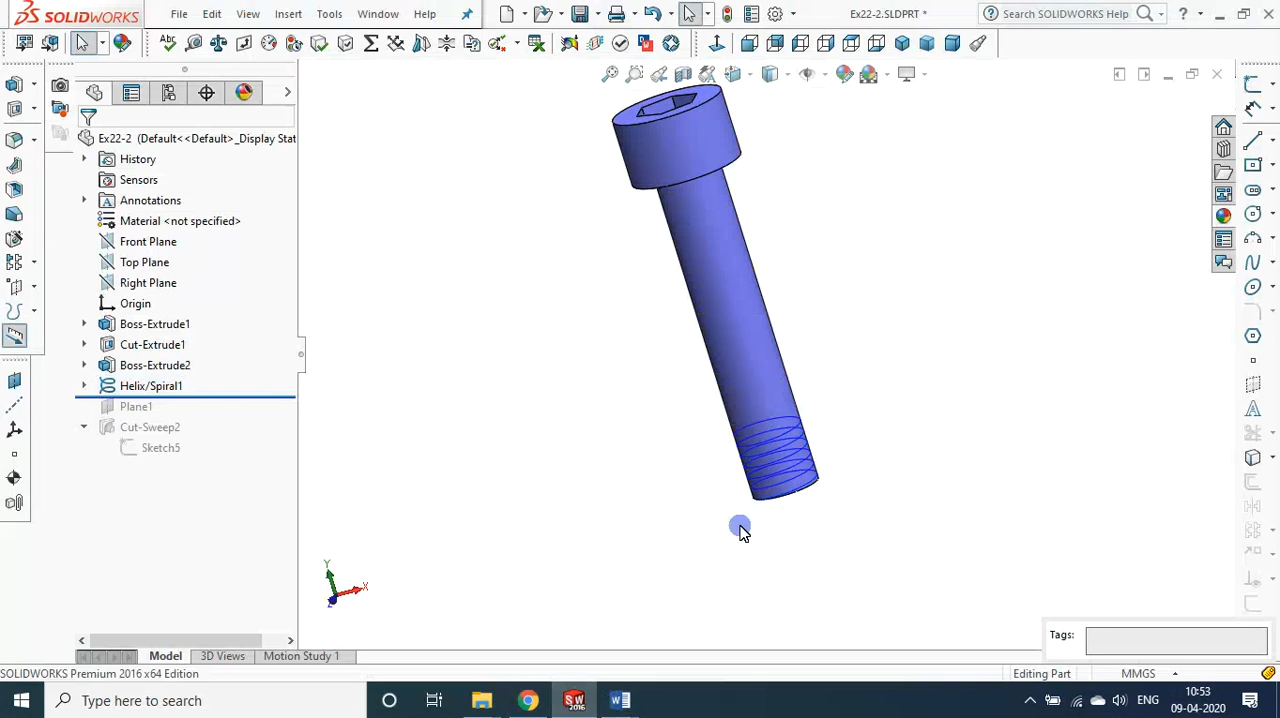 SOLIDWORKS
File
Edit
View
Insert
Tools
Window
Help
Ex22-2.SLDPRT *
Search SOLIDWORKS Help
?
Ex22-2 (Default<<Default>_Display Stat
History
Sensors
Annotations
Material <not specified>
Front Plane
Top Plane
Right Plane
Origin
Boss-Extrude1
Cut-Extrude1
Boss-Extrude2
Helix/Spiral1
Plane1
Cut-Sweep2
Sketch5
Y
X
Z
Tags:
Model
3D Views
Motion Study 1
SOLIDWORKS Premium 2016 x64 Edition
Editing Part
MMGS
Type here to search
SW
2016
ENG
10:53
09-04-2020